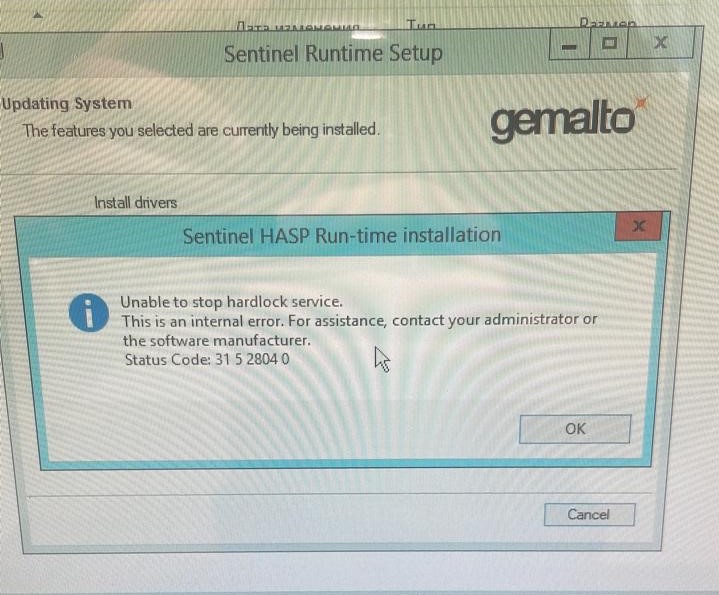 Дата изменения Тип Размер
Sentinel Runtime Setup
Updating System
The features you selected are currently being installed.
gemalto
Install drivers
Sentinel HASP Run-time installation
Unable to stop hardlock service.
This is an internal error. For assistance, contact your administrator or
the software manufacturer.
Status Code: 31 5 2804 0
OK
Cancel